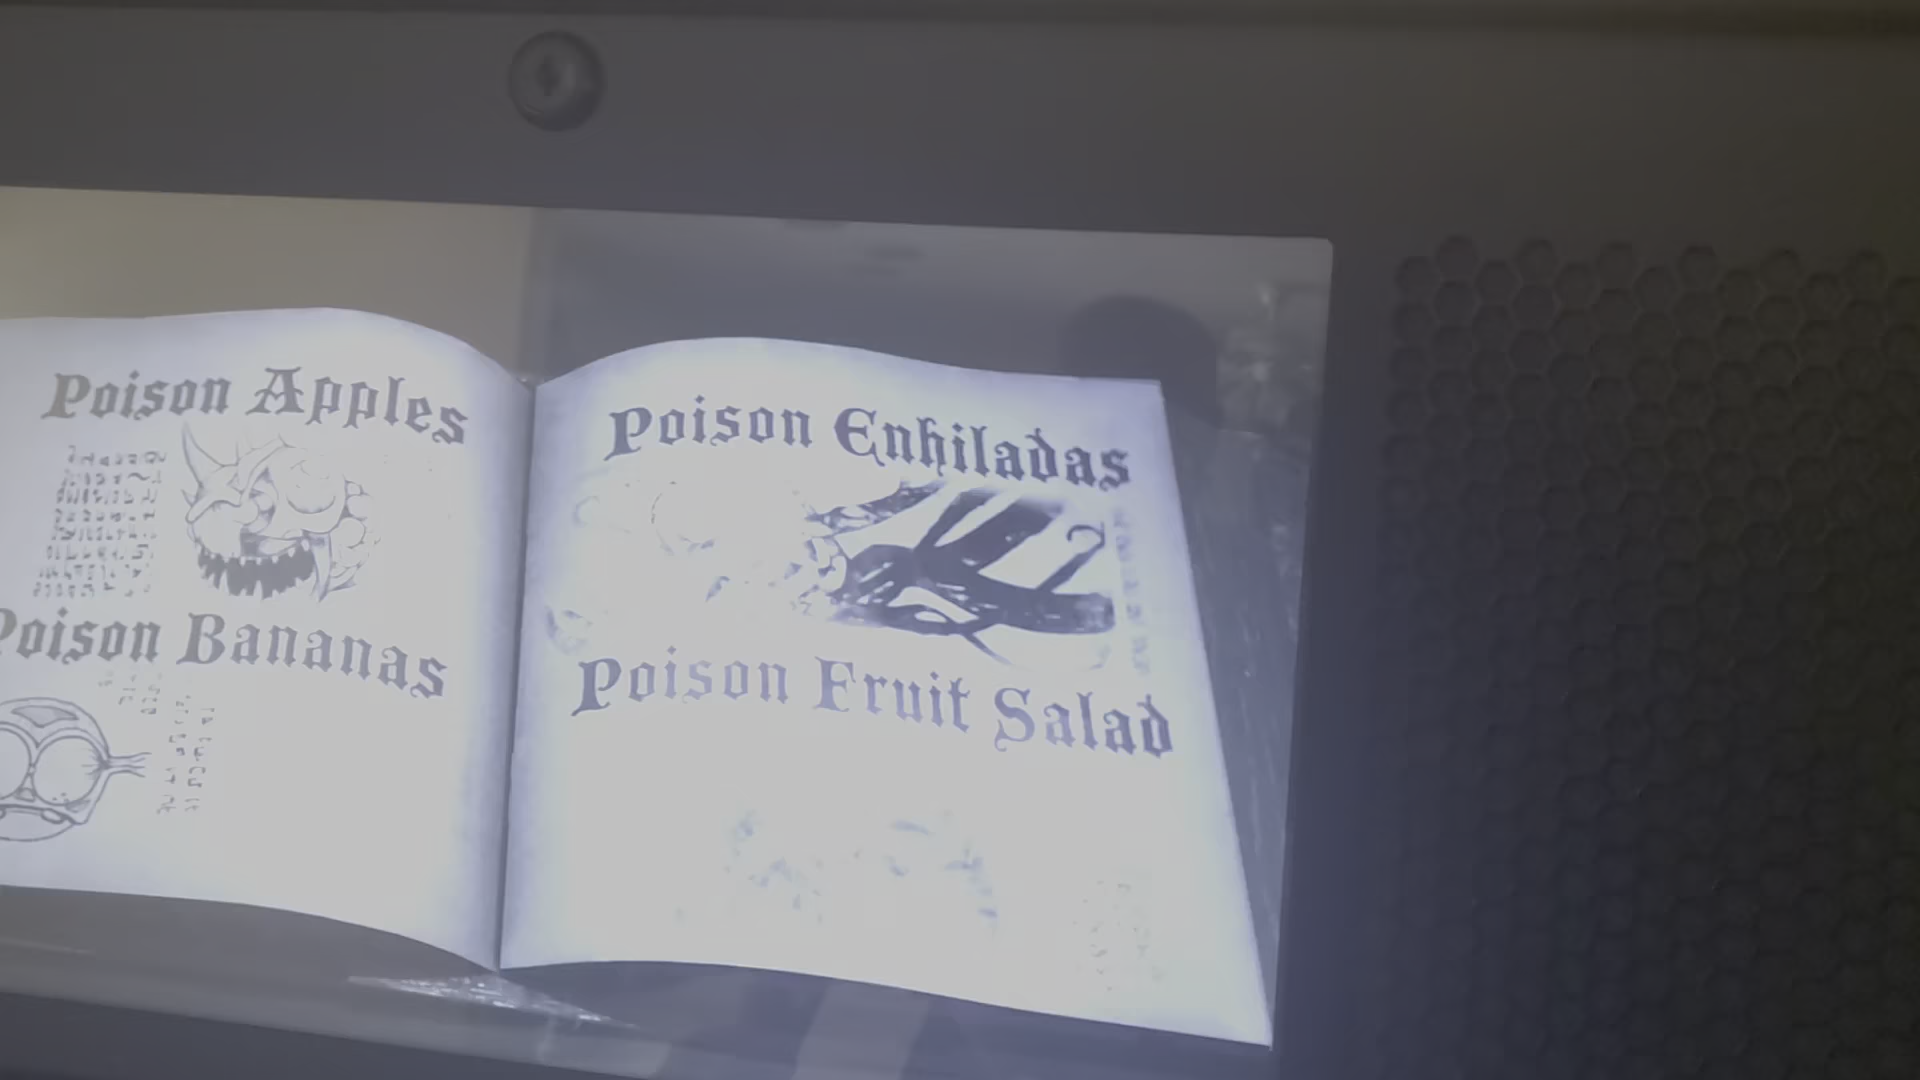 Poison Apples
Poison Bananas
Poison Enhiladas
Poison Fruit Salad